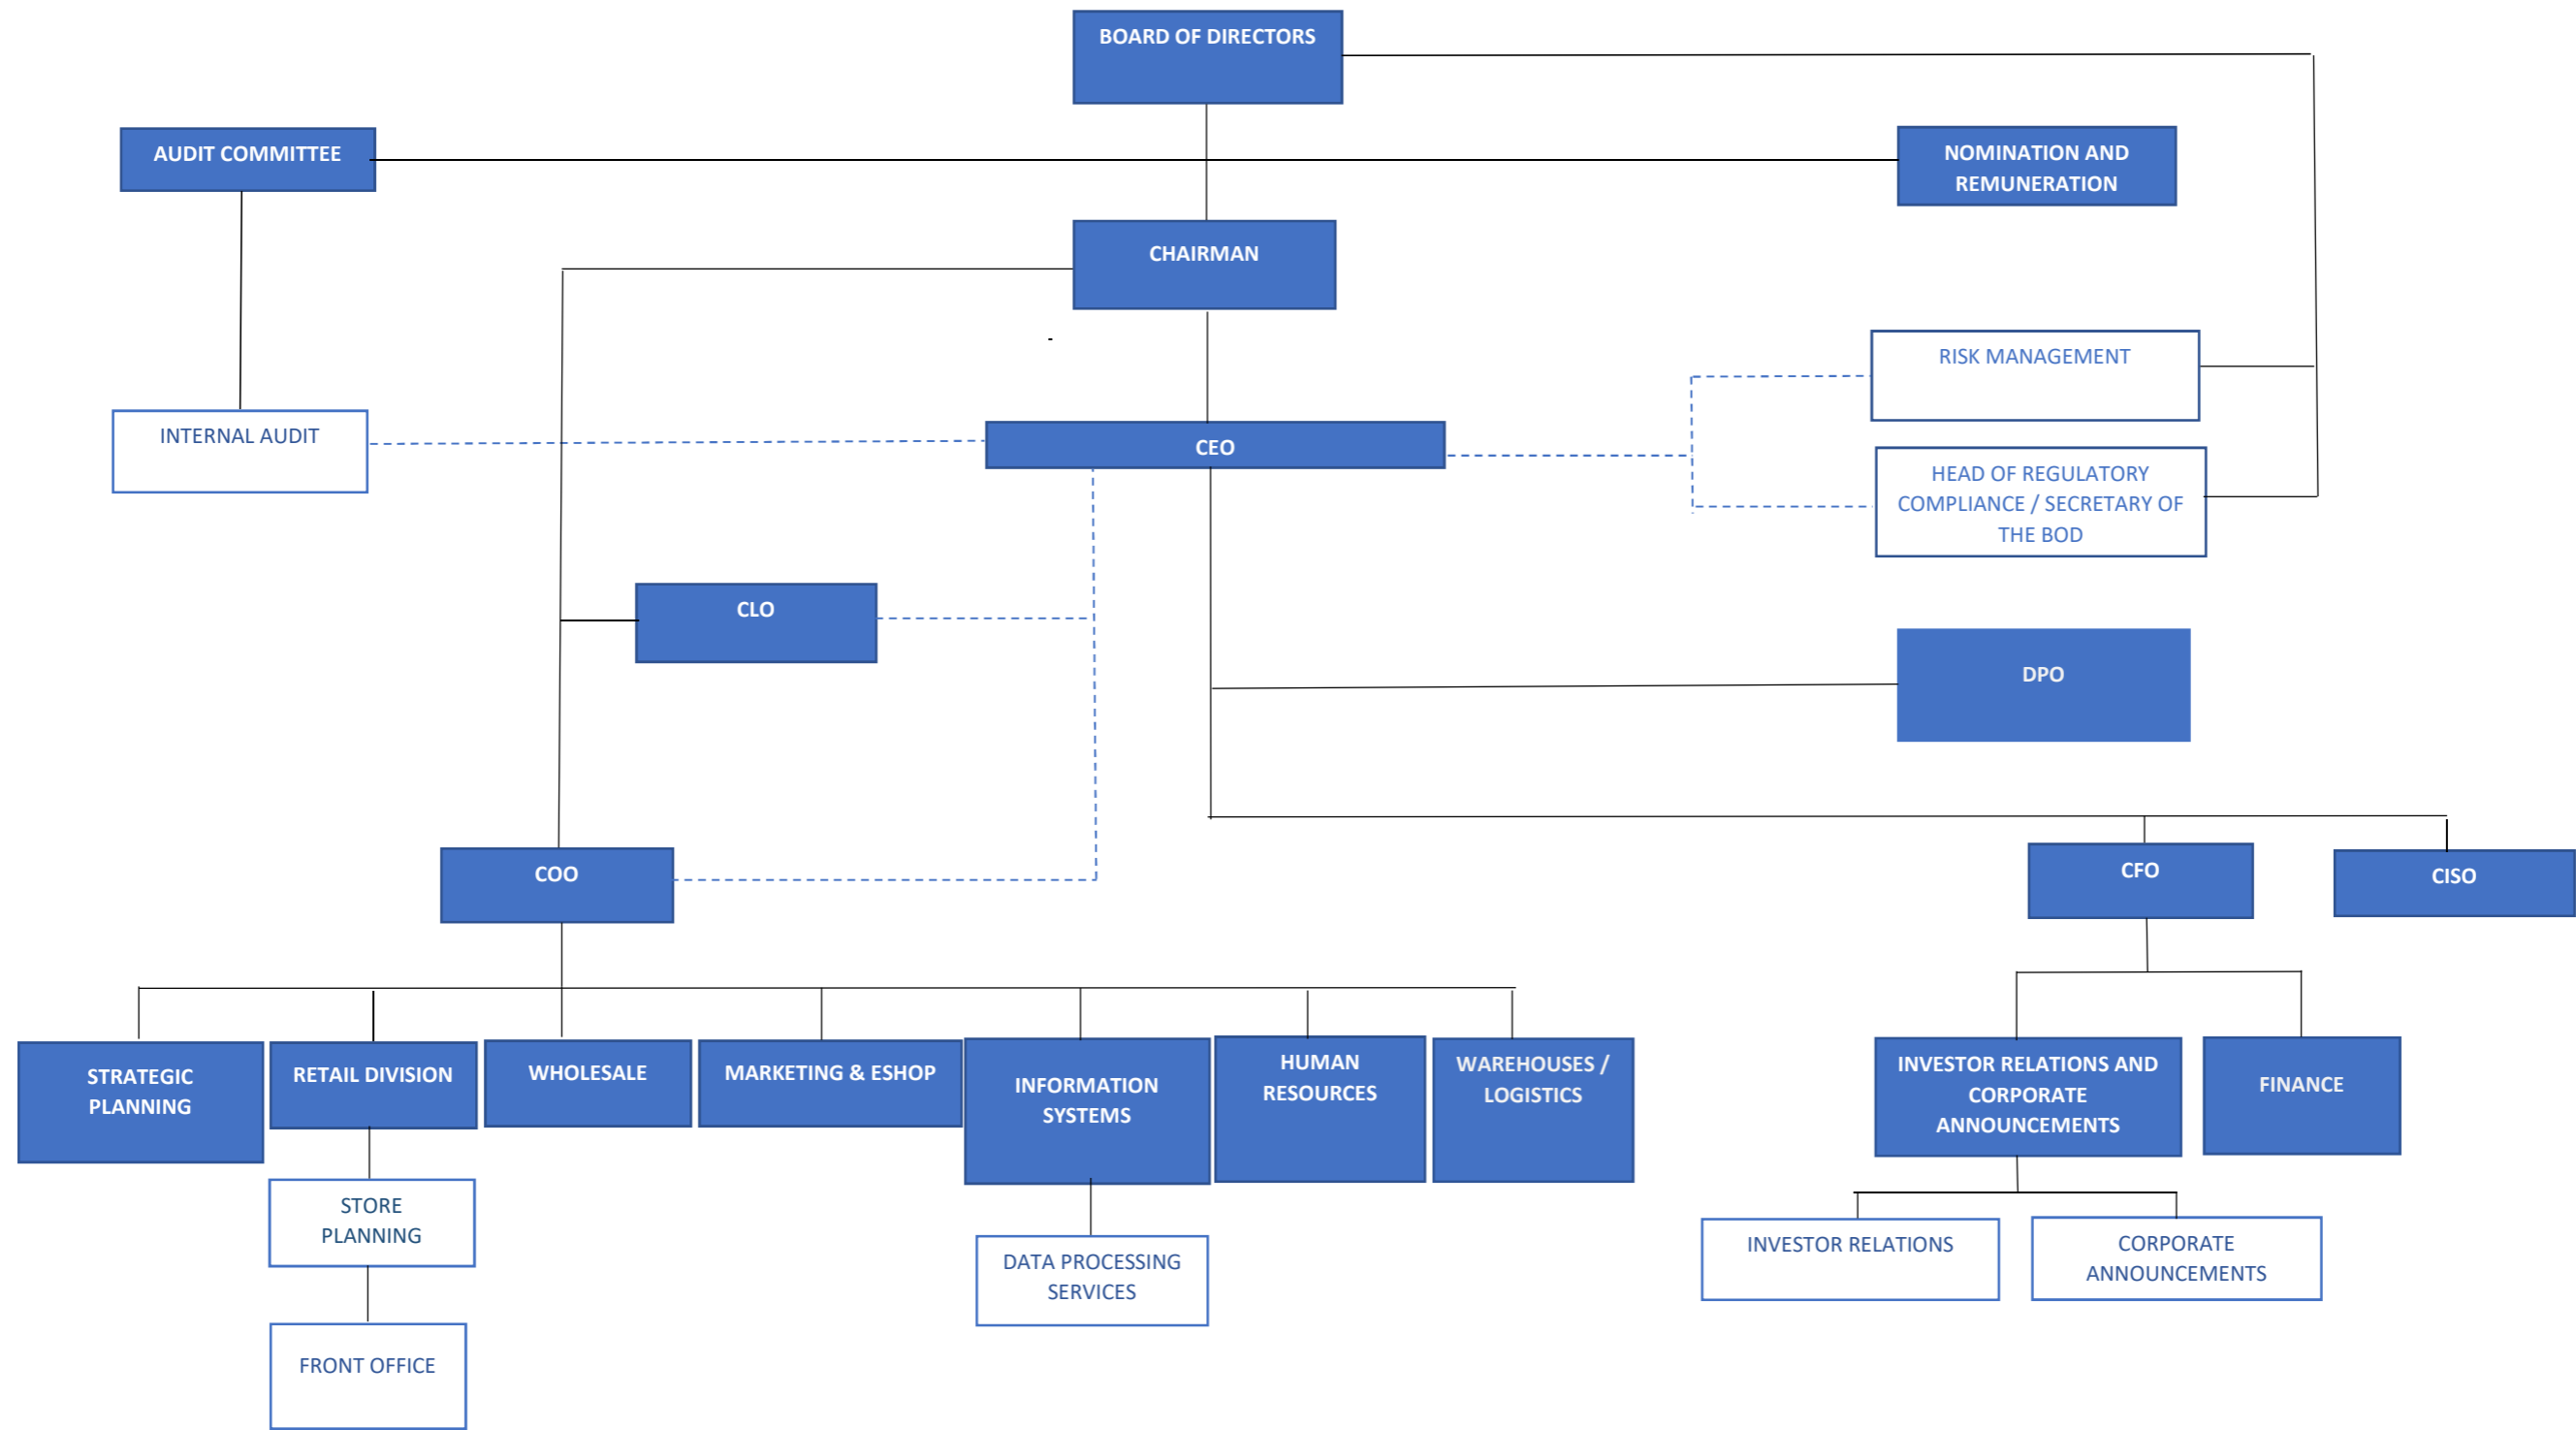 BOARD OF DIRECTORS
AUDIT COMMITTEE
NOMINATION AND
REMUNERATION
CHAIRMAN
-
RISK MANAGEMENT
INTERNAL AUDIT
CEO
HEAD OF REGULATORY
COMPLIANCE / SECRETARY OF
THE BOD
CLO
DPO
COO
CFO
CISO
STRATEGIC
PLANNING
RETAIL DIVISION
WHOLESALE
MARKETING & ESHOP
INFORMATION
SYSTEMS
HUMAN
RESOURCES
WAREHOUSES /
LOGISTICS
INVESTOR RELATIONS AND
CORPORATE
ANNOUNCEMENTS
FINANCE
STORE
PLANNING
DATA PROCESSING
SERVICES
INVESTOR RELATIONS
CORPORATE
ANNOUNCEMENTS
FRONT OFFICE